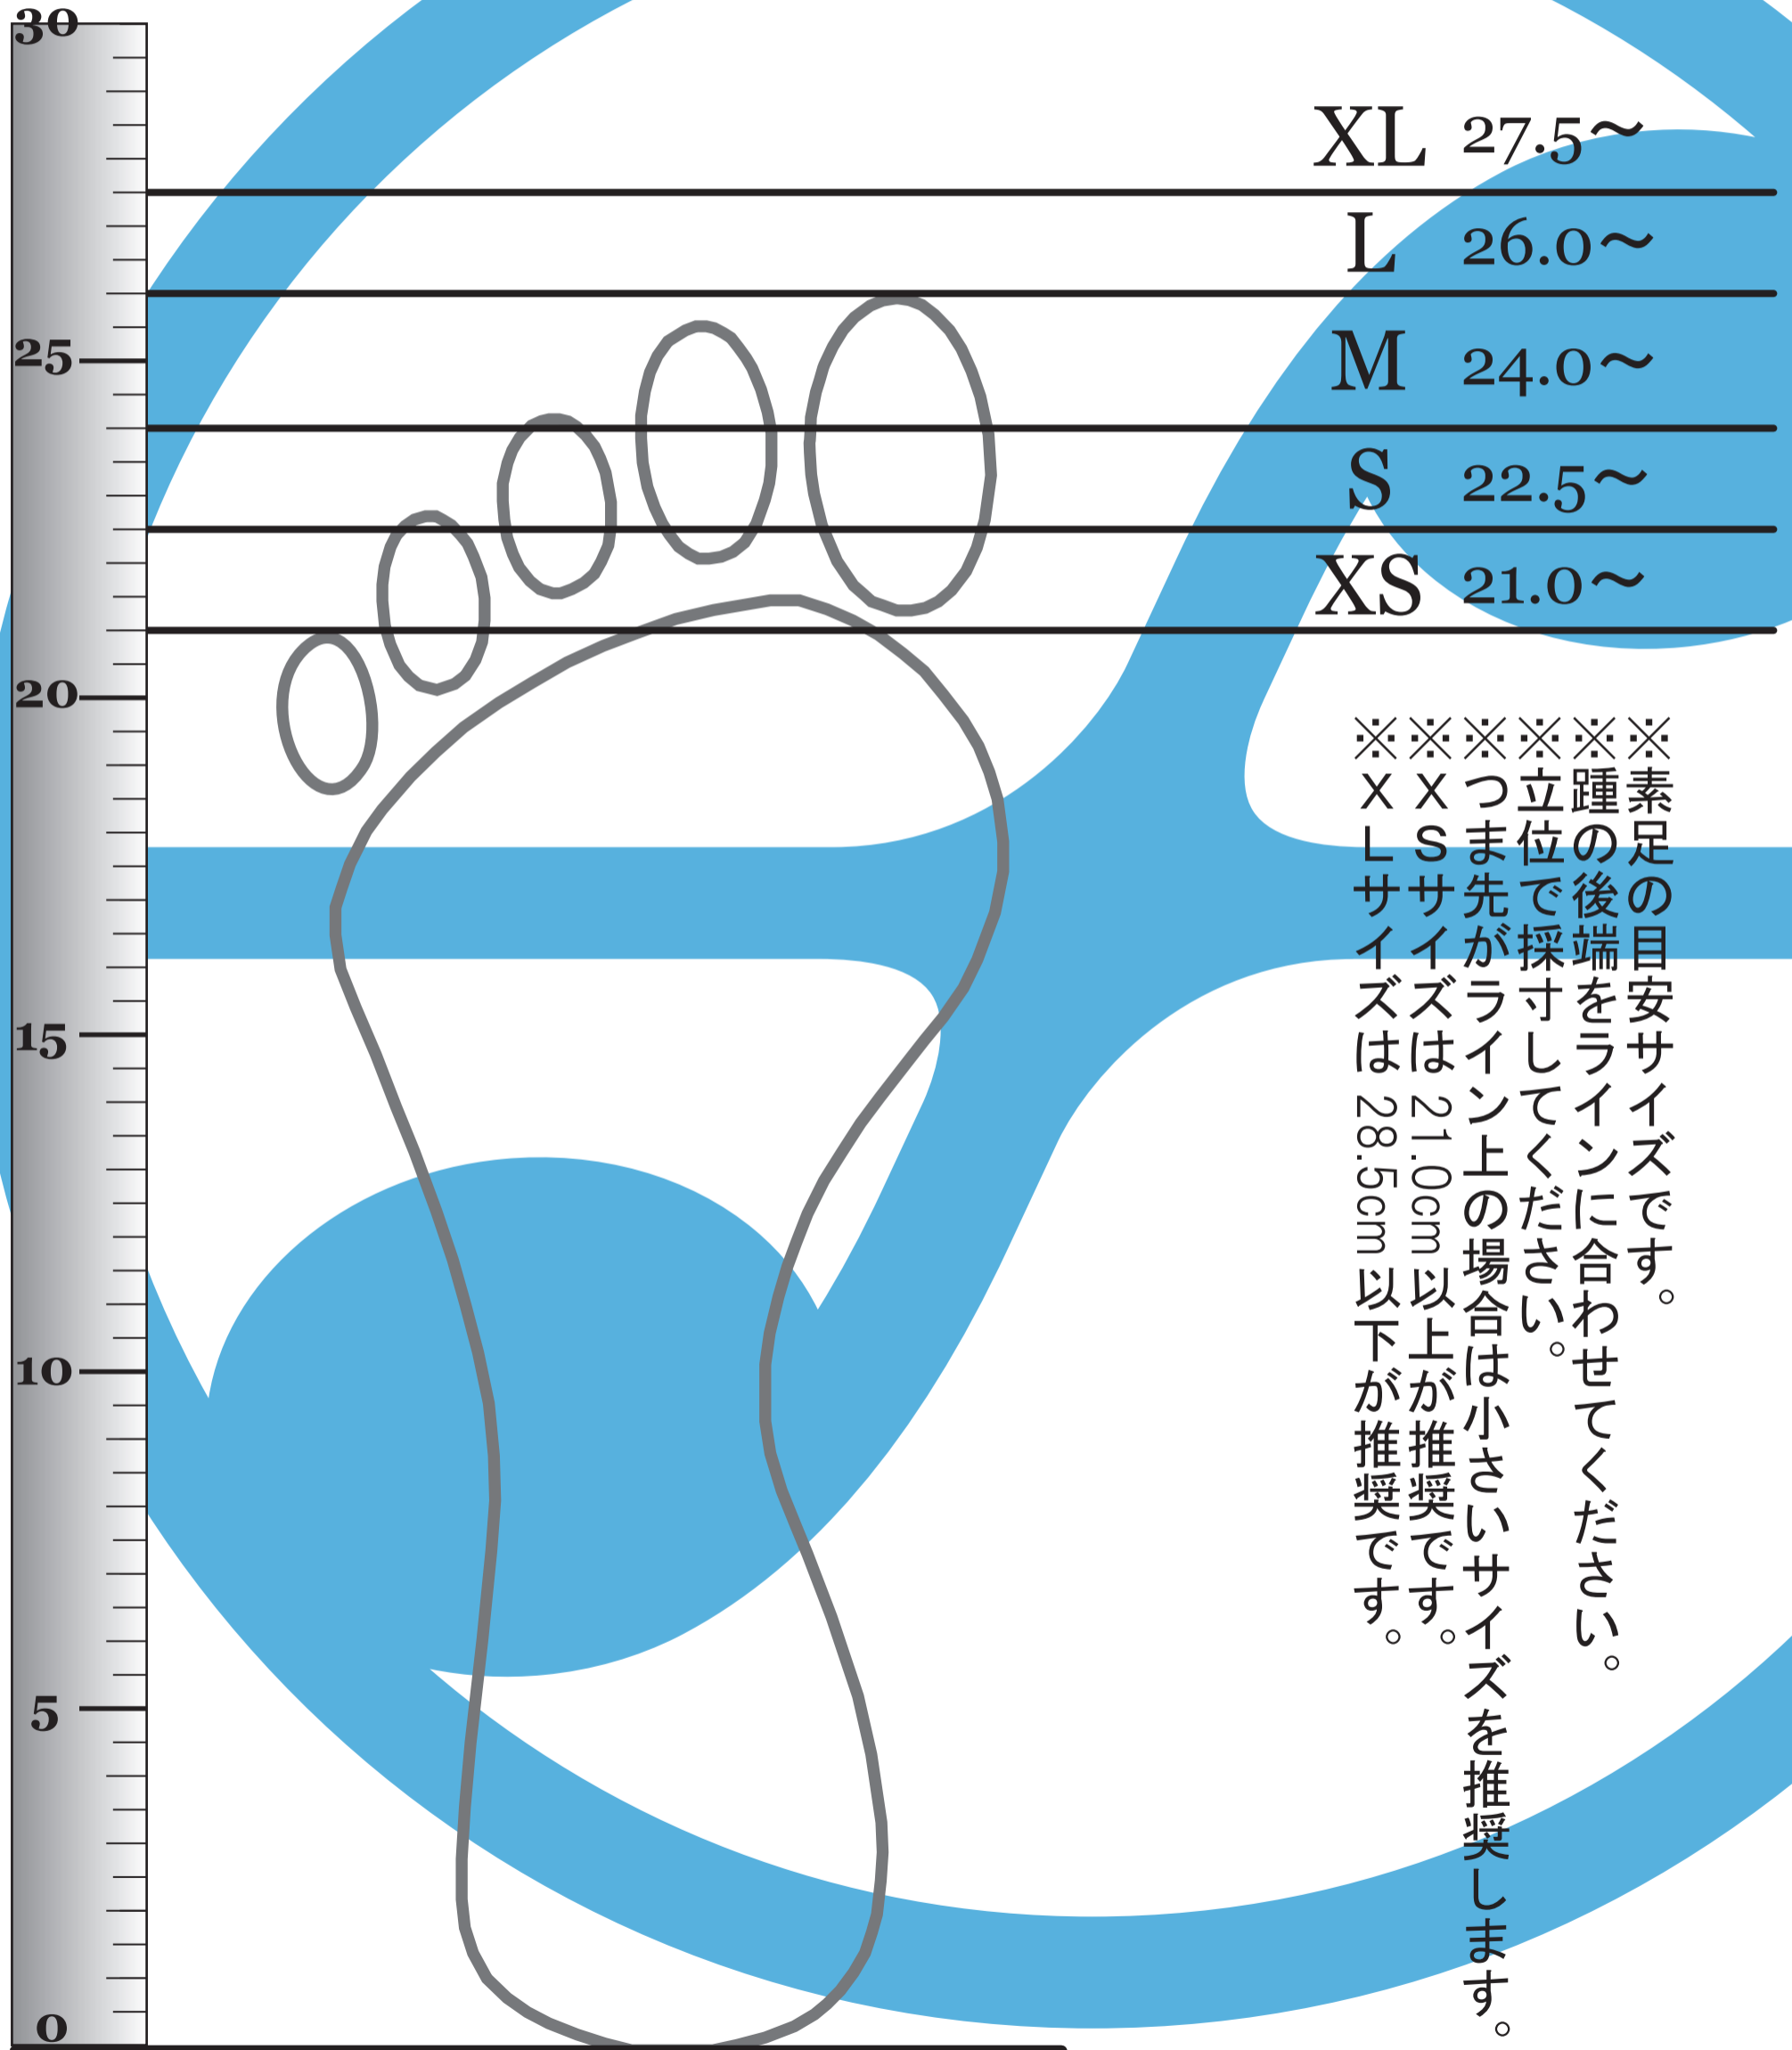 30
25
20
15
10
5
0
XL 27.5〜
L 26.0〜
M 24.0〜
S 22.5〜
XS 21.0〜
※素足の目安サイズです。
※踵の後端をラインに合わせてください。
※立位で採寸してください。
※つま先がライン上の場合は小さいサイズを推奨します。
※XSサイズは21.0cm以上が推奨です。
※XLサイズは28.5cm以下が推奨です。